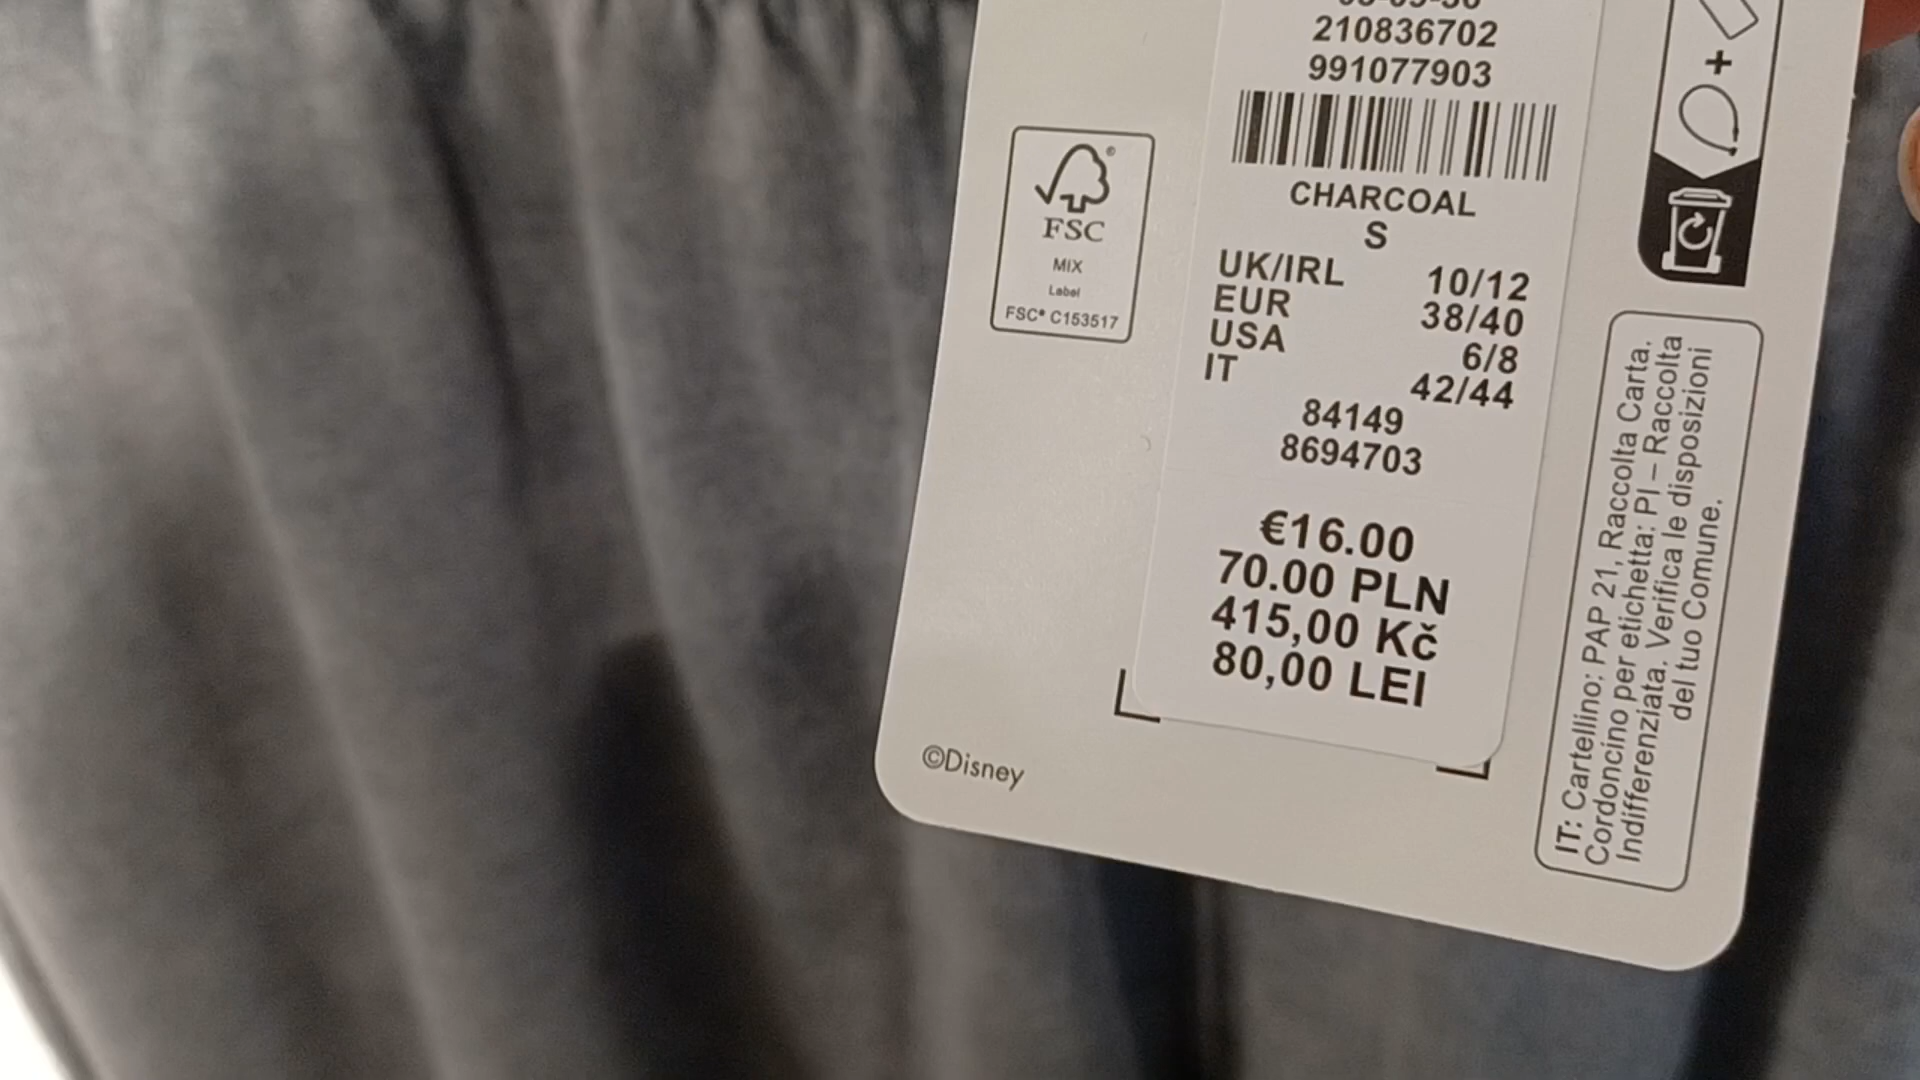 210836702
991077903
CHARCOAL
S
UK/IRL 10/12
EUR 38/40
USA 6/8
IT 42/44
84149
8694703
€16.00
70.00 PLN
415,00 Kč
80,00 LEI
FSC
MIX
Label
FSC® C153517
©Disney
+
IT: Cartellino: PAP 21, Raccolta Carta.
Cordoncino per etichetta: PI – Raccolta
Indifferenziata. Verifica le disposizioni
del tuo Comune.